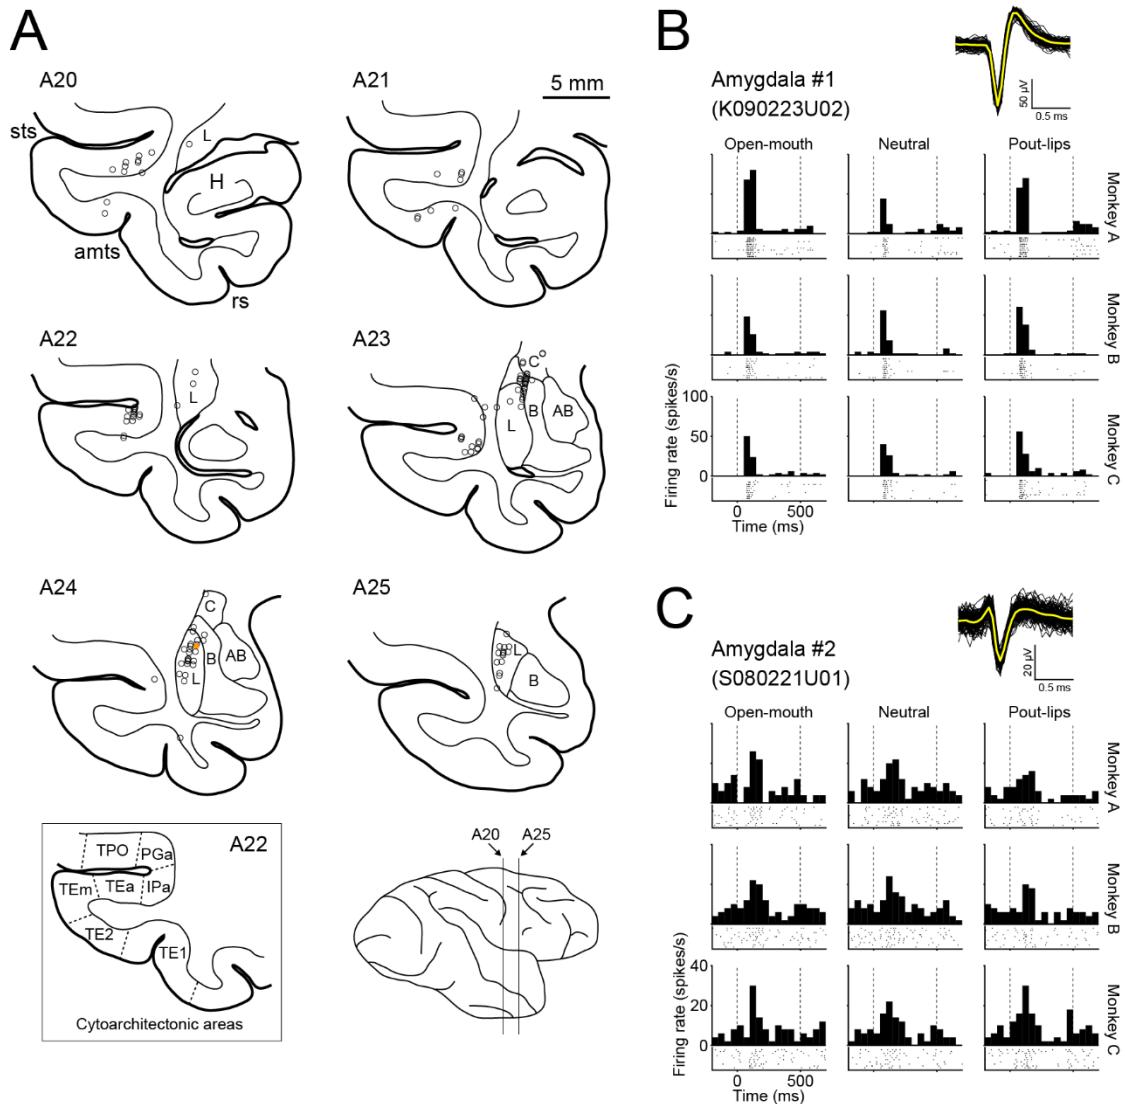 A
A20
A21
5 mm
sts
L
H
amts
rs
A22
A23
L
C
L
B
AB
A24
A25
C
B
AB
L
L
B
A22
TPO
PGa
TEm
TEa
IPa
TE2
TE1
Cytoarchitectonic areas
A20
A25
B
Amygdala #1
(K090223U02)
50 µV
0.5 ms
Open-mouth
Neutral
Pout-lips
Monkey A
Monkey B
Monkey C
Firing rate (spikes/s)
100
50
0
0
500
Time (ms)
C
Amygdala #2
(S080221U01)
20 µV
0.5 ms
Open-mouth
Neutral
Pout-lips
Monkey A
Monkey B
Monkey C
Firing rate (spikes/s)
40
20
0
0
500
Time (ms)